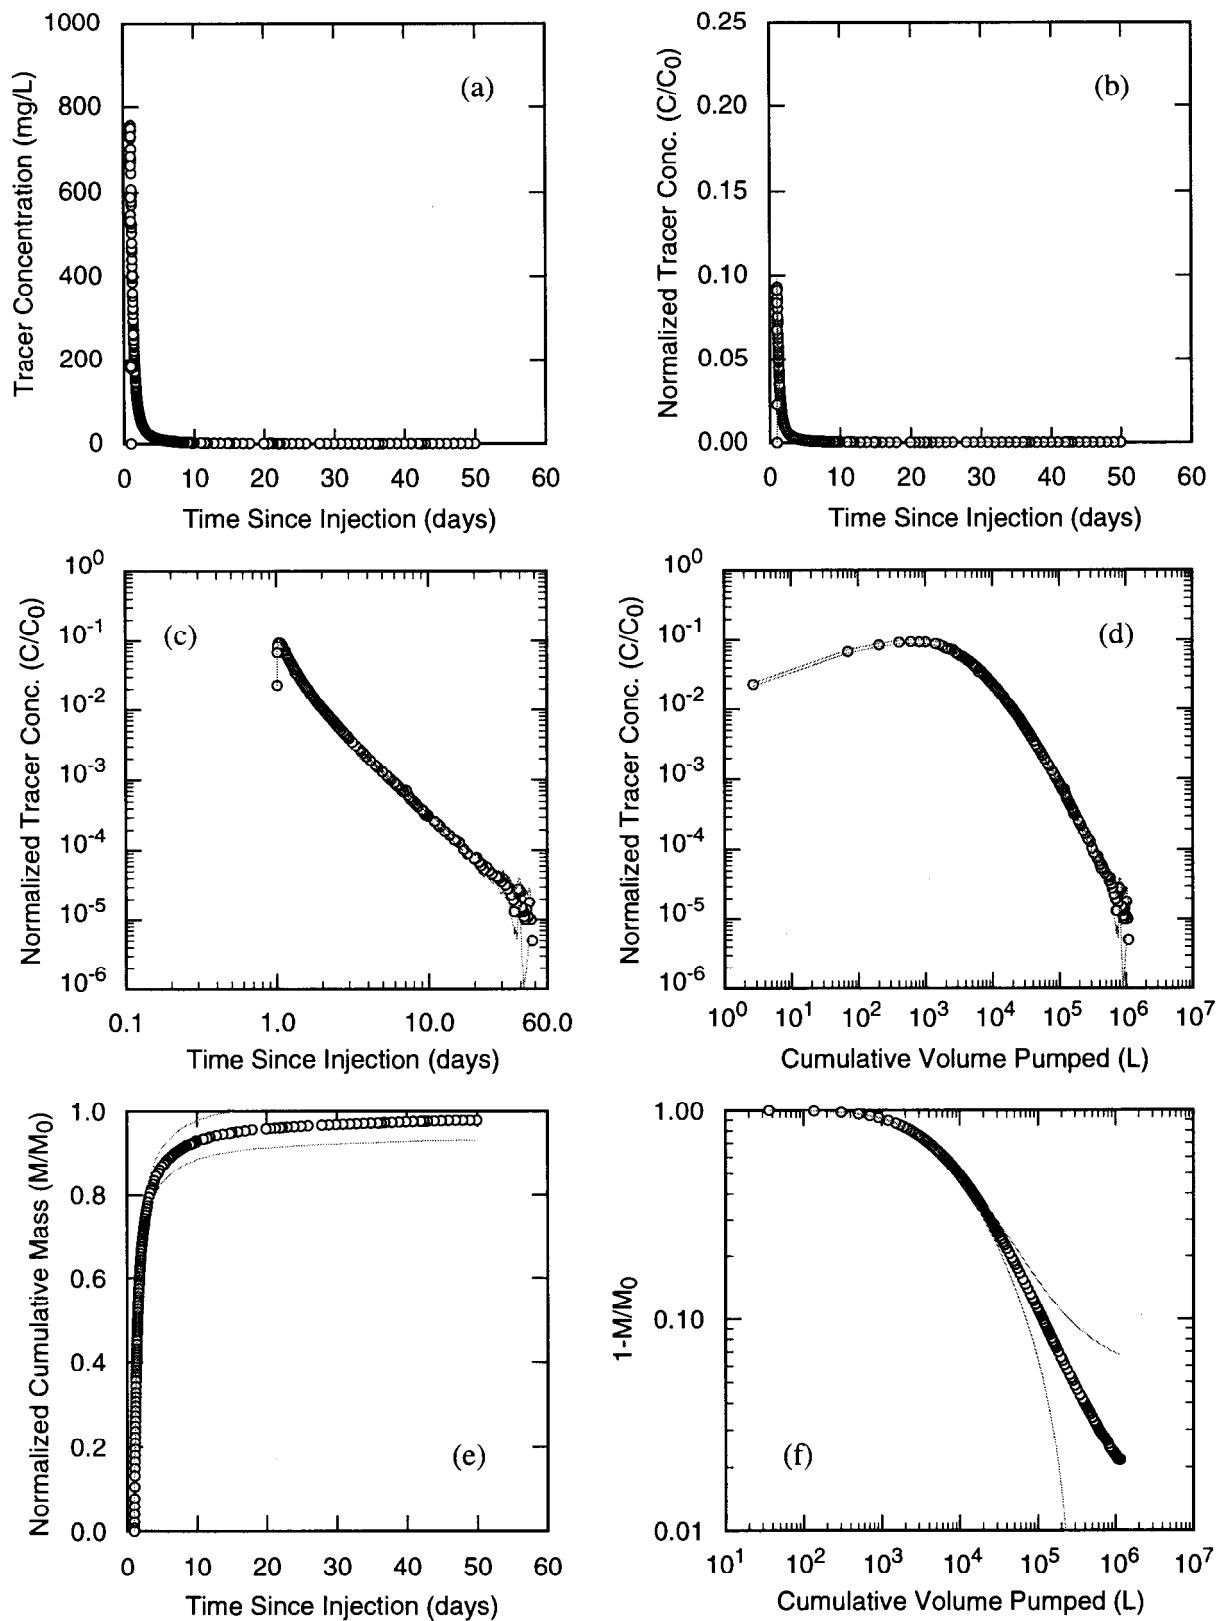 1000
800
600
400
200
0
Tracer Concentration (mg/L)
(a)
0 10 20 30 40 50 60
Time Since Injection (days)
0.25
0.20
0.15
0.10
0.05
0.00
Normalized Tracer Conc. (C/C0)
(b)
0 10 20 30 40 50 60
Time Since Injection (days)
10^0
10^-1
10^-2
10^-3
10^-4
10^-5
10^-6
Normalized Tracer Conc. (C/C0)
(c)
0.1 1.0 10.0 60.0
Time Since Injection (days)
10^0
10^-1
10^-2
10^-3
10^-4
10^-5
10^-6
Normalized Tracer Conc. (C/C0)
(d)
10^0 10^1 10^2 10^3 10^4 10^5 10^6 10^7
Cumulative Volume Pumped (L)
1.0
0.8
0.6
0.4
0.2
0.0
Normalized Cumulative Mass (M/M0)
(e)
0 10 20 30 40 50 60
Time Since Injection (days)
1.00
0.10
0.01
1-M/M0
(f)
10^1 10^2 10^3 10^4 10^5 10^6 10^7
Cumulative Volume Pumped (L)